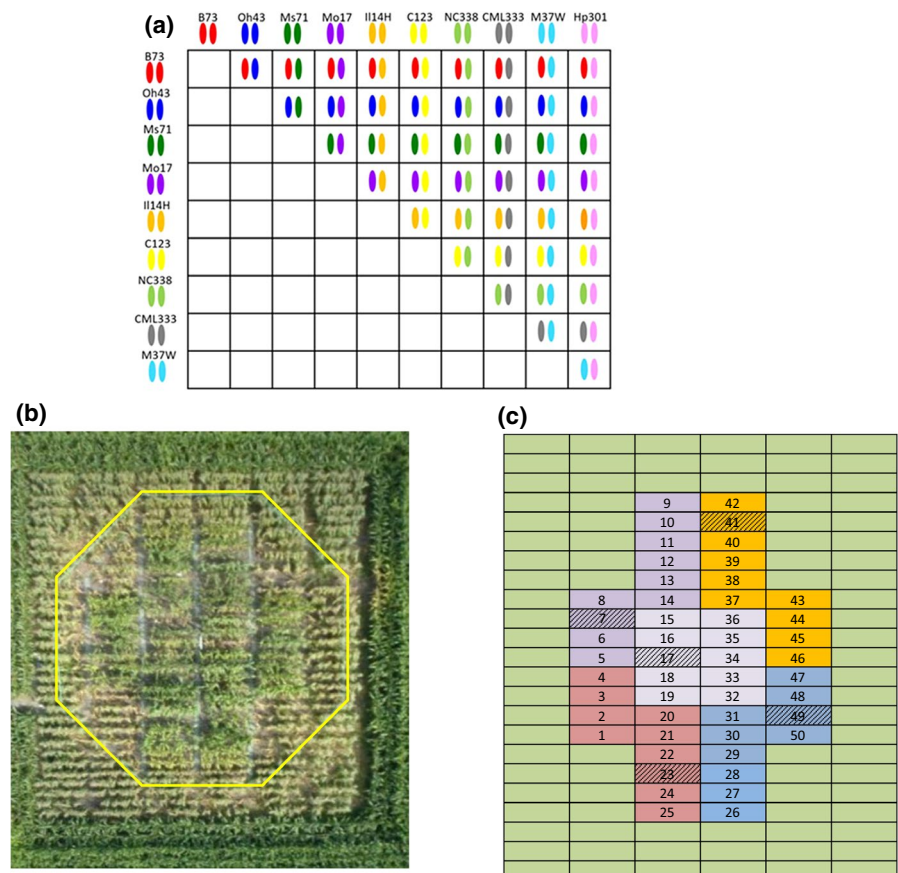 (a)
B73 Oh43 Ms71 Mo17 Il14H C123 NC338 CML333 M37W Hp301
B73
Oh43
Ms71
Mo17
Il14H
C123
NC338
CML333
M37W
(b)
(c)
9 42
10 41
11 40
12 39
13 38
8 14 37 43
7 15 36 44
6 16 35 45
5 17 34 46
4 18 33 47
3 19 32 48
2 20 31 49
1 21 30 50
22 29
23 28
24 27
25 26